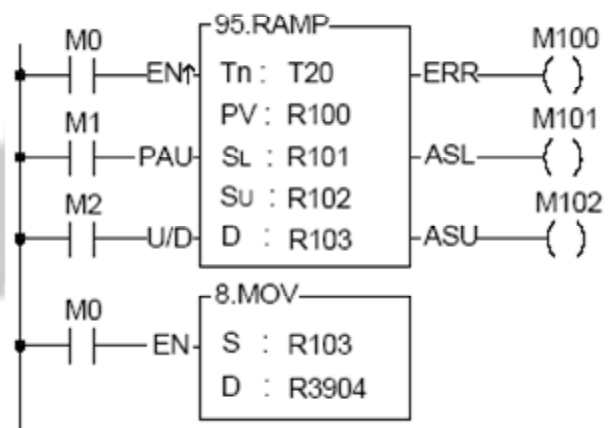 95.RAMP
M0 EN↑ Tn : T20 ERR M100
PV : R100
M1 PAU SL : R101 ASL M101
SU : R102
M2 U/D D : R103 ASU M102
8.MOV
M0 EN S : R103
D : R3904